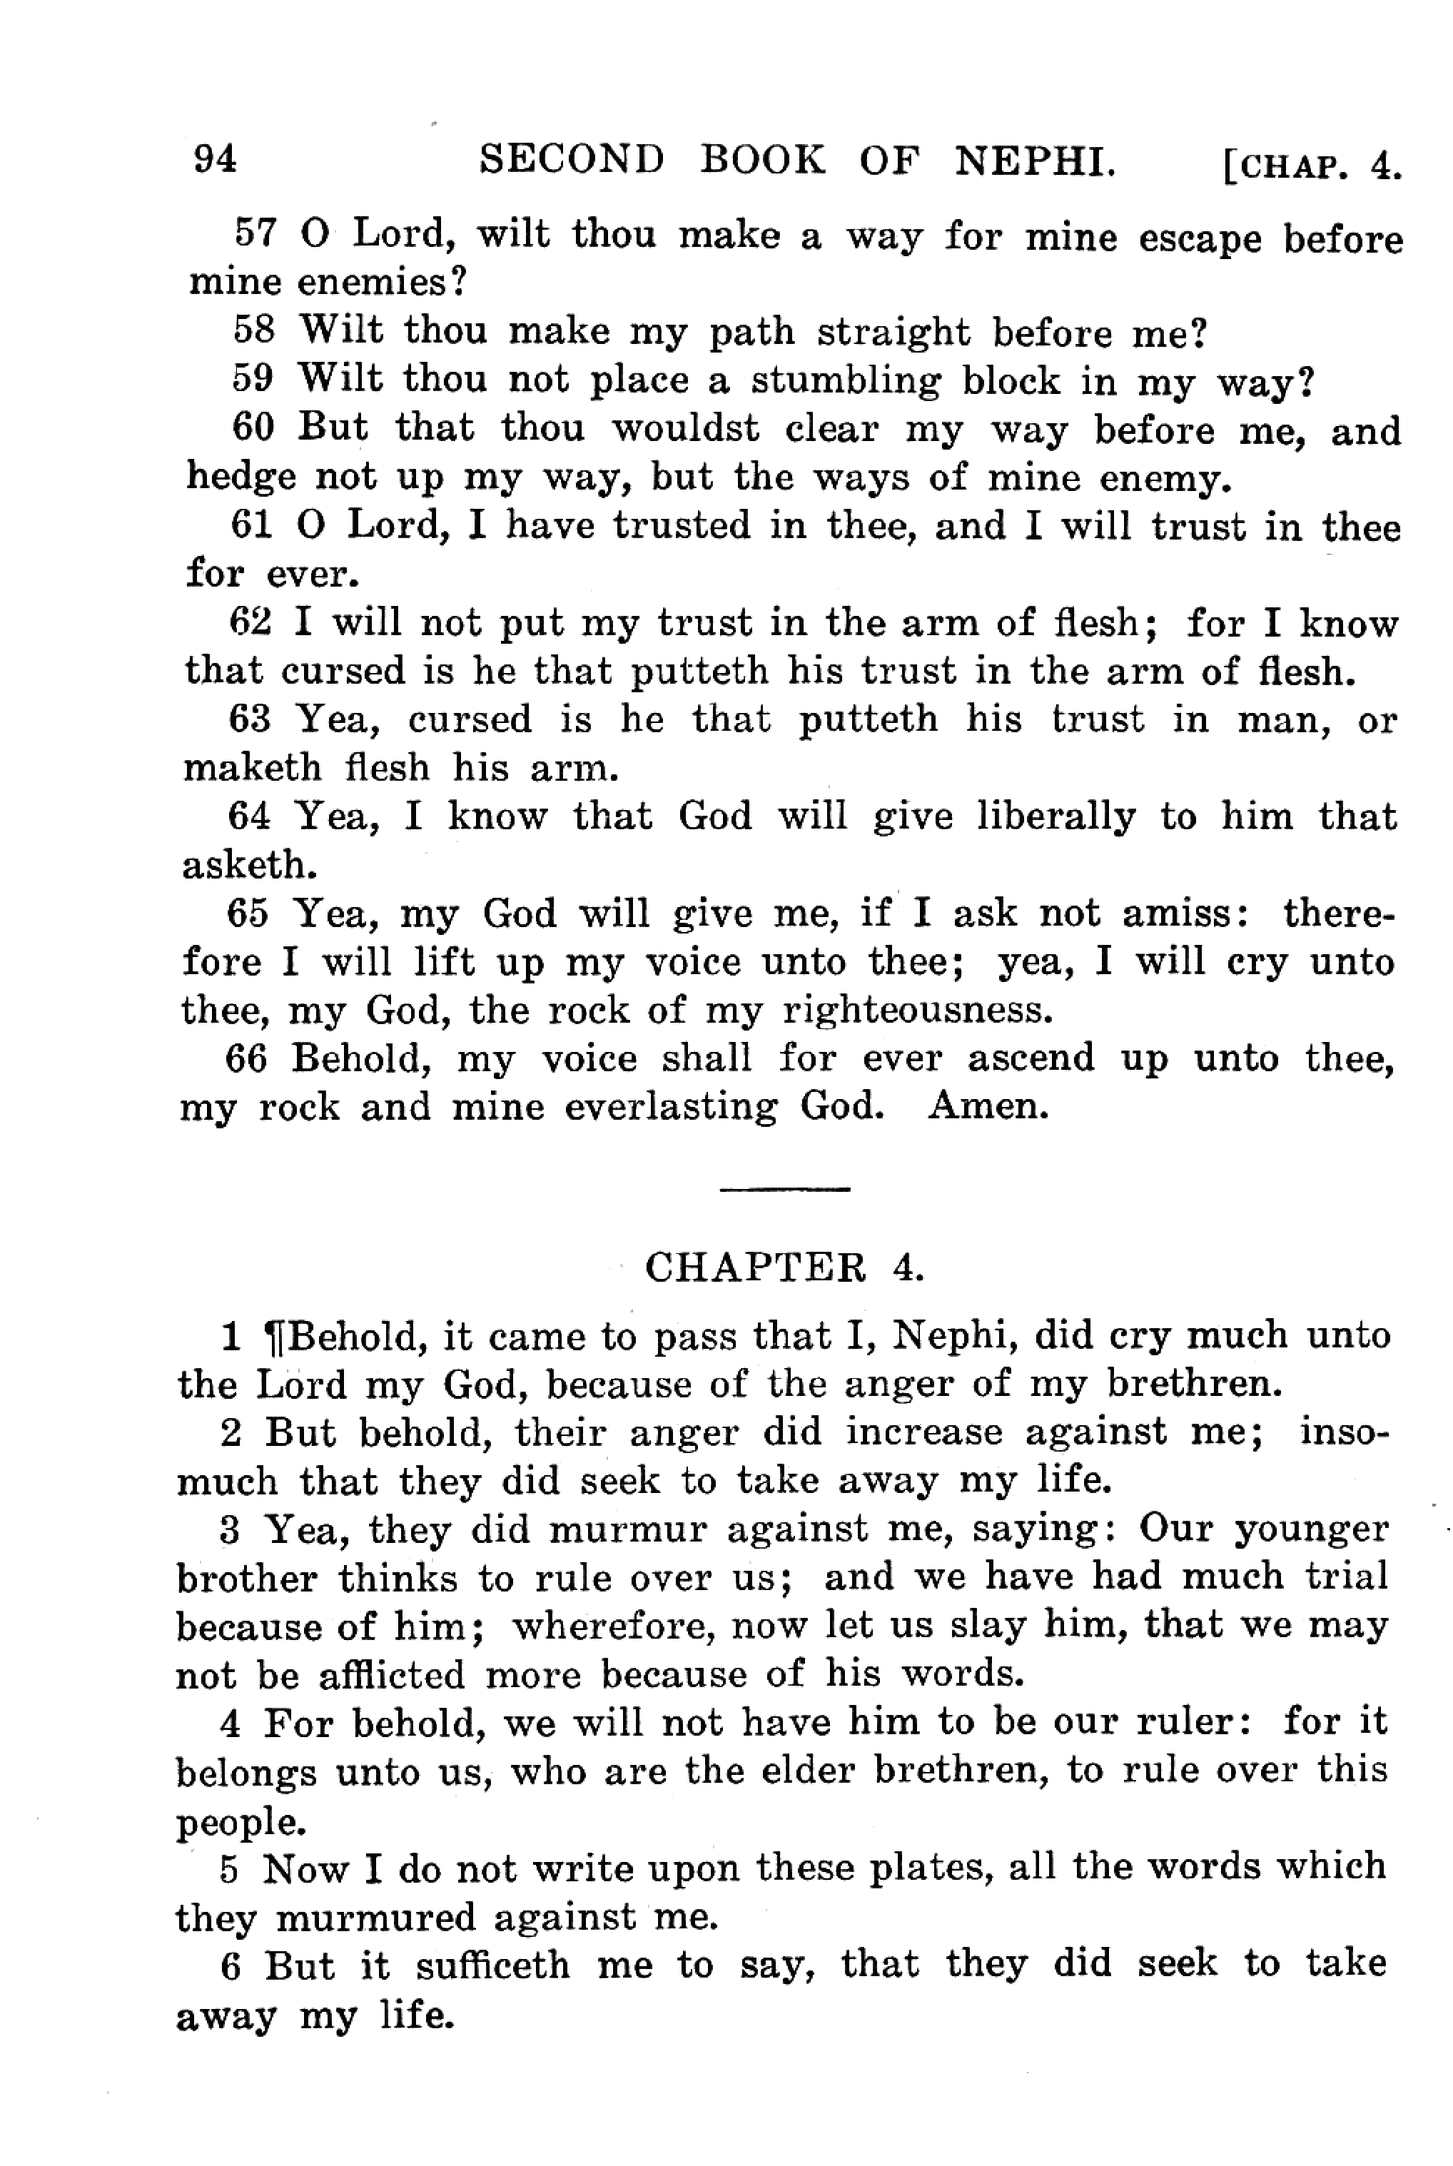 94 SECOND BOOK OF NEPHI. [CHAP. 4.
57 O Lord, wilt thou make a way for mine escape before
mine enemies?
58 Wilt thou make my path straight before me?
59 Wilt thou not place a stumbling block in my way?
60 But that thou wouldst clear my way before me, and
hedge not up my way, but the ways of mine enemy.
61 O Lord, I have trusted in thee, and I will trust in thee
for ever.
62 I will not put my trust in the arm of flesh; for I know
that cursed is he that putteth his trust in the arm of flesh.
63 Yea, cursed is he that putteth his trust in man, or
maketh flesh his arm.
64 Yea, I know that God will give liberally to him that
asketh.
65 Yea, my God will give me, if I ask not amiss: there-
fore I will lift up my voice unto thee; yea, I will cry unto
thee, my God, the rock of my righteousness.
66 Behold, my voice shall for ever ascend up unto thee,
my rock and mine everlasting God. Amen.
CHAPTER 4.
1 ¶Behold, it came to pass that I, Nephi, did cry much unto
the Lord my God, because of the anger of my brethren.
2 But behold, their anger did increase against me; inso-
much that they did seek to take away my life.
3 Yea, they did murmur against me, saying: Our younger
brother thinks to rule over us; and we have had much trial
because of him; wherefore, now let us slay him, that we may
not be afflicted more because of his words.
4 For behold, we will not have him to be our ruler: for it
belongs unto us, who are the elder brethren, to rule over this
people.
5 Now I do not write upon these plates, all the words which
they murmured against me.
6 But it sufficeth me to say, that they did seek to take
away my life.